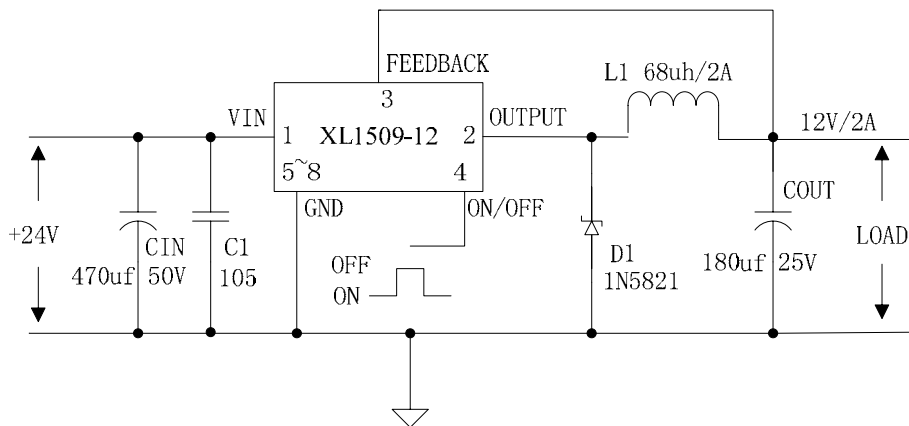 FEEDBACK
L1 68uh/2A
3
VIN
OUTPUT
12V/2A
1 XL1509-12 2
5~8 4
GND
ON/OFF
COUT
+24V
CIN
C1
OFF
D1
LOAD
470uf 50V
105
ON
1N5821
180uf 25V